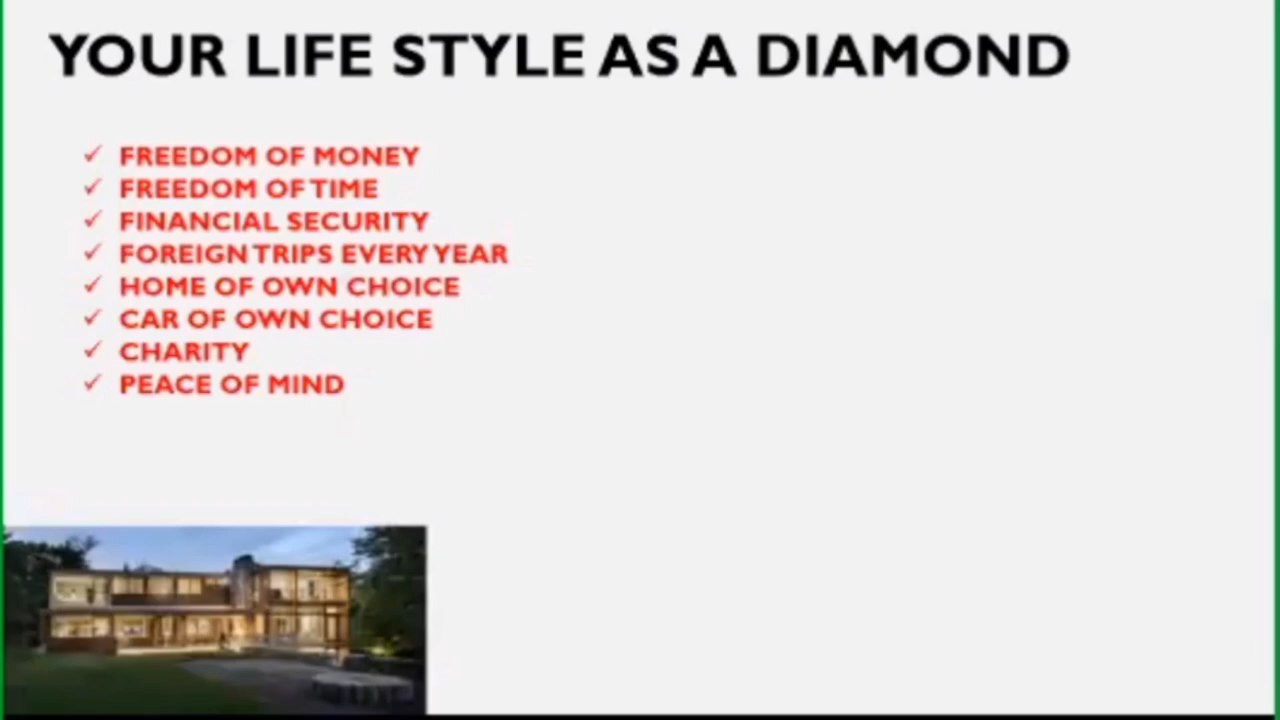 YOUR LIFE STYLE AS A DIAMOND
✓ FREEDOM OF MONEY
✓ FREEDOM OF TIME
✓ FINANCIAL SECURITY
✓ FOREIGN TRIPS EVERY YEAR
✓ HOME OF OWN CHOICE
✓ CAR OF OWN CHOICE
✓ CHARITY
✓ PEACE OF MIND